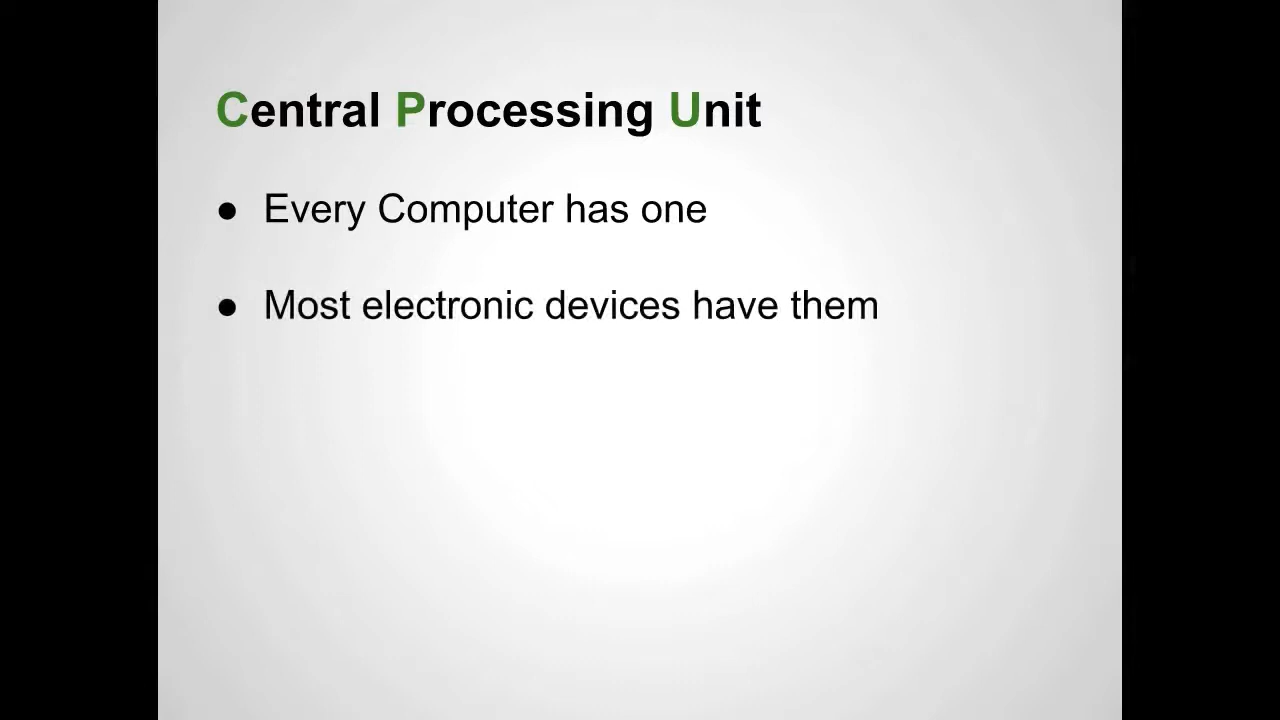 Central Processing Unit
● Every Computer has one
● Most electronic devices have them